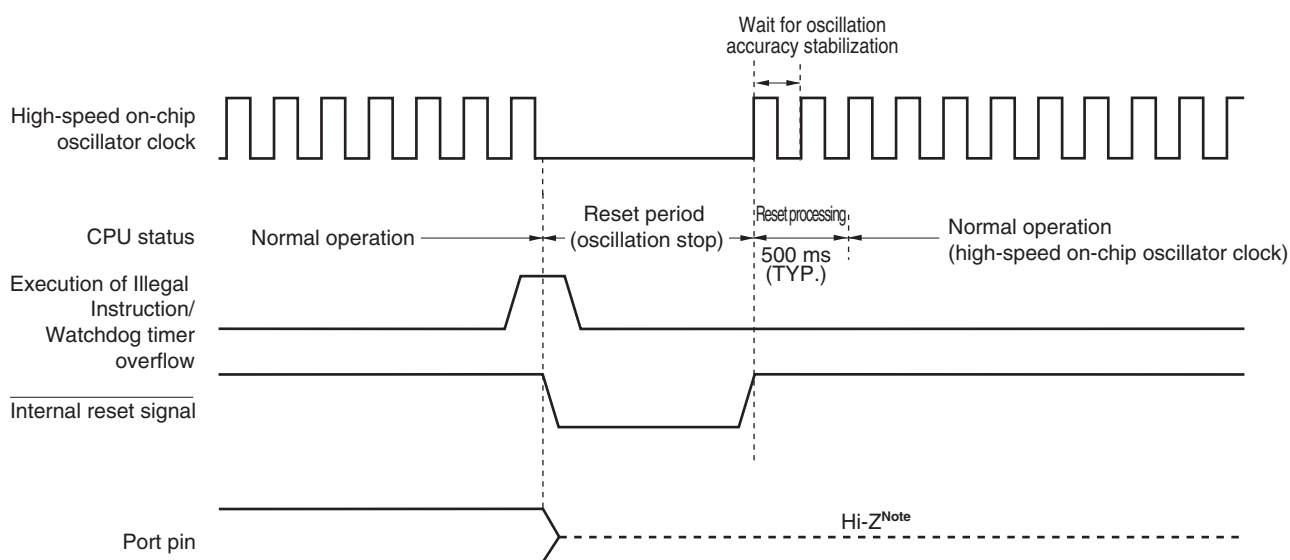 Wait for oscillation
accuracy stabilization
High-speed on-chip
oscillator clock
CPU status
Normal operation
Reset period
(oscillation stop)
Reset processing
500 ms
(TYP.)
Normal operation
(high-speed on-chip oscillator clock)
Execution of Illegal
Instruction/
Watchdog timer
overflow
Internal reset signal
Port pin
Hi-ZNote